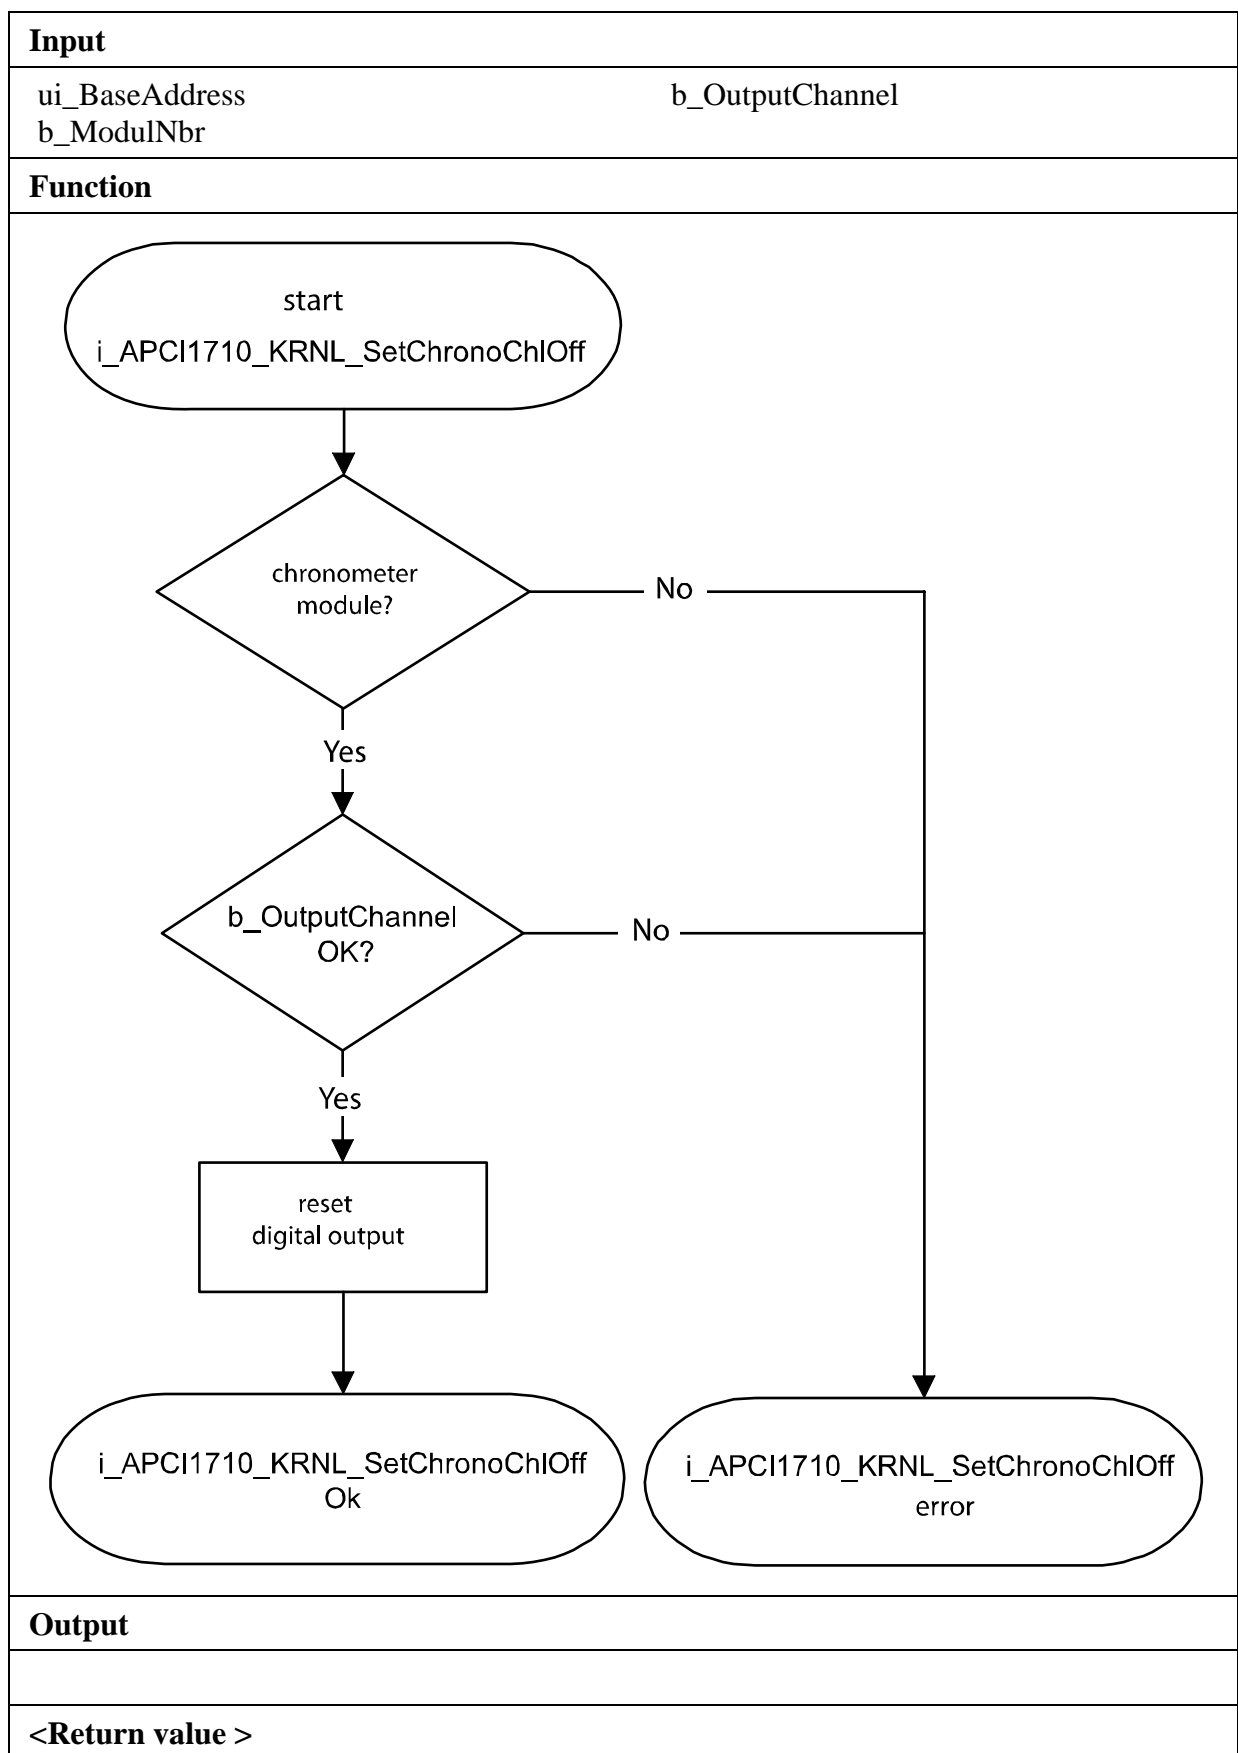 Input
ui_BaseAddress b_OutputChannel
b_ModulNbr
Function
start
i_APCI1710_KRNL_SetChronoChlOff
chronometer
module?
No
Yes
b_OutputChannel
OK?
No
Yes
reset
digital output
i_APCI1710_KRNL_SetChronoChlOff
Ok
i_APCI1710_KRNL_SetChronoChlOff
error
Output
<Return value >